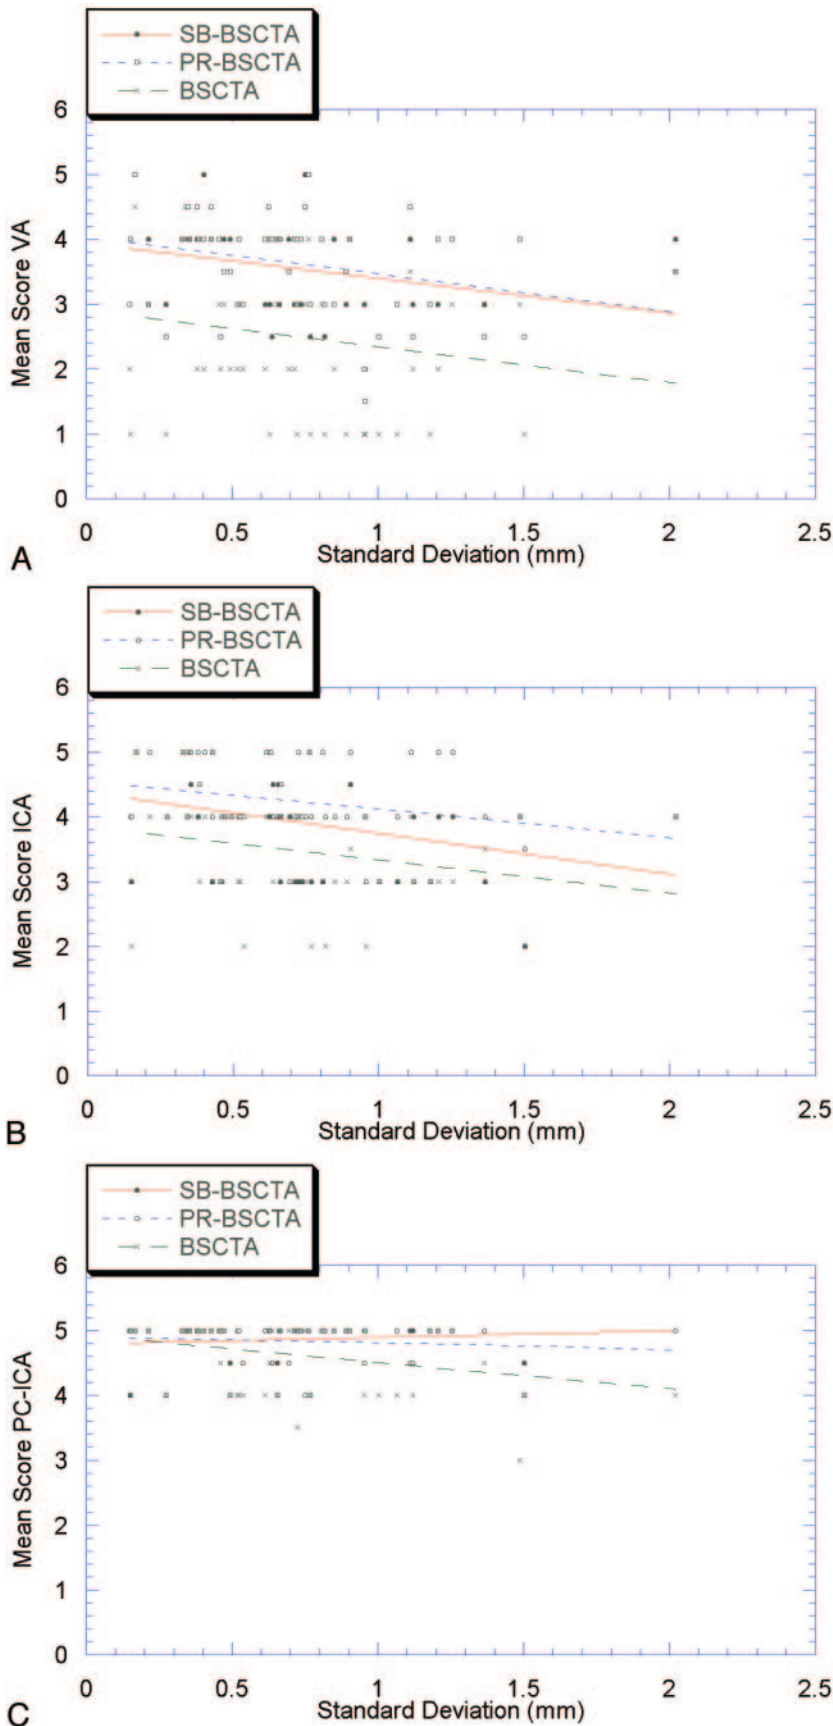 SB-BSCTA
PR-BSCTA
BSCTA
6
5
4
3
2
1
0
Mean Score VA
0 0.5 1 1.5 2 2.5
Standard Deviation (mm)
A
SB-BSCTA
PR-BSCTA
BSCTA
6
5
4
3
2
1
0
Mean Score ICA
0 0.5 1 1.5 2 2.5
Standard Deviation (mm)
B
SB-BSCTA
PR-BSCTA
BSCTA
6
5
4
3
2
1
0
Mean Score PC-ICA
0 0.5 1 1.5 2 2.5
Standard Deviation (mm)
C